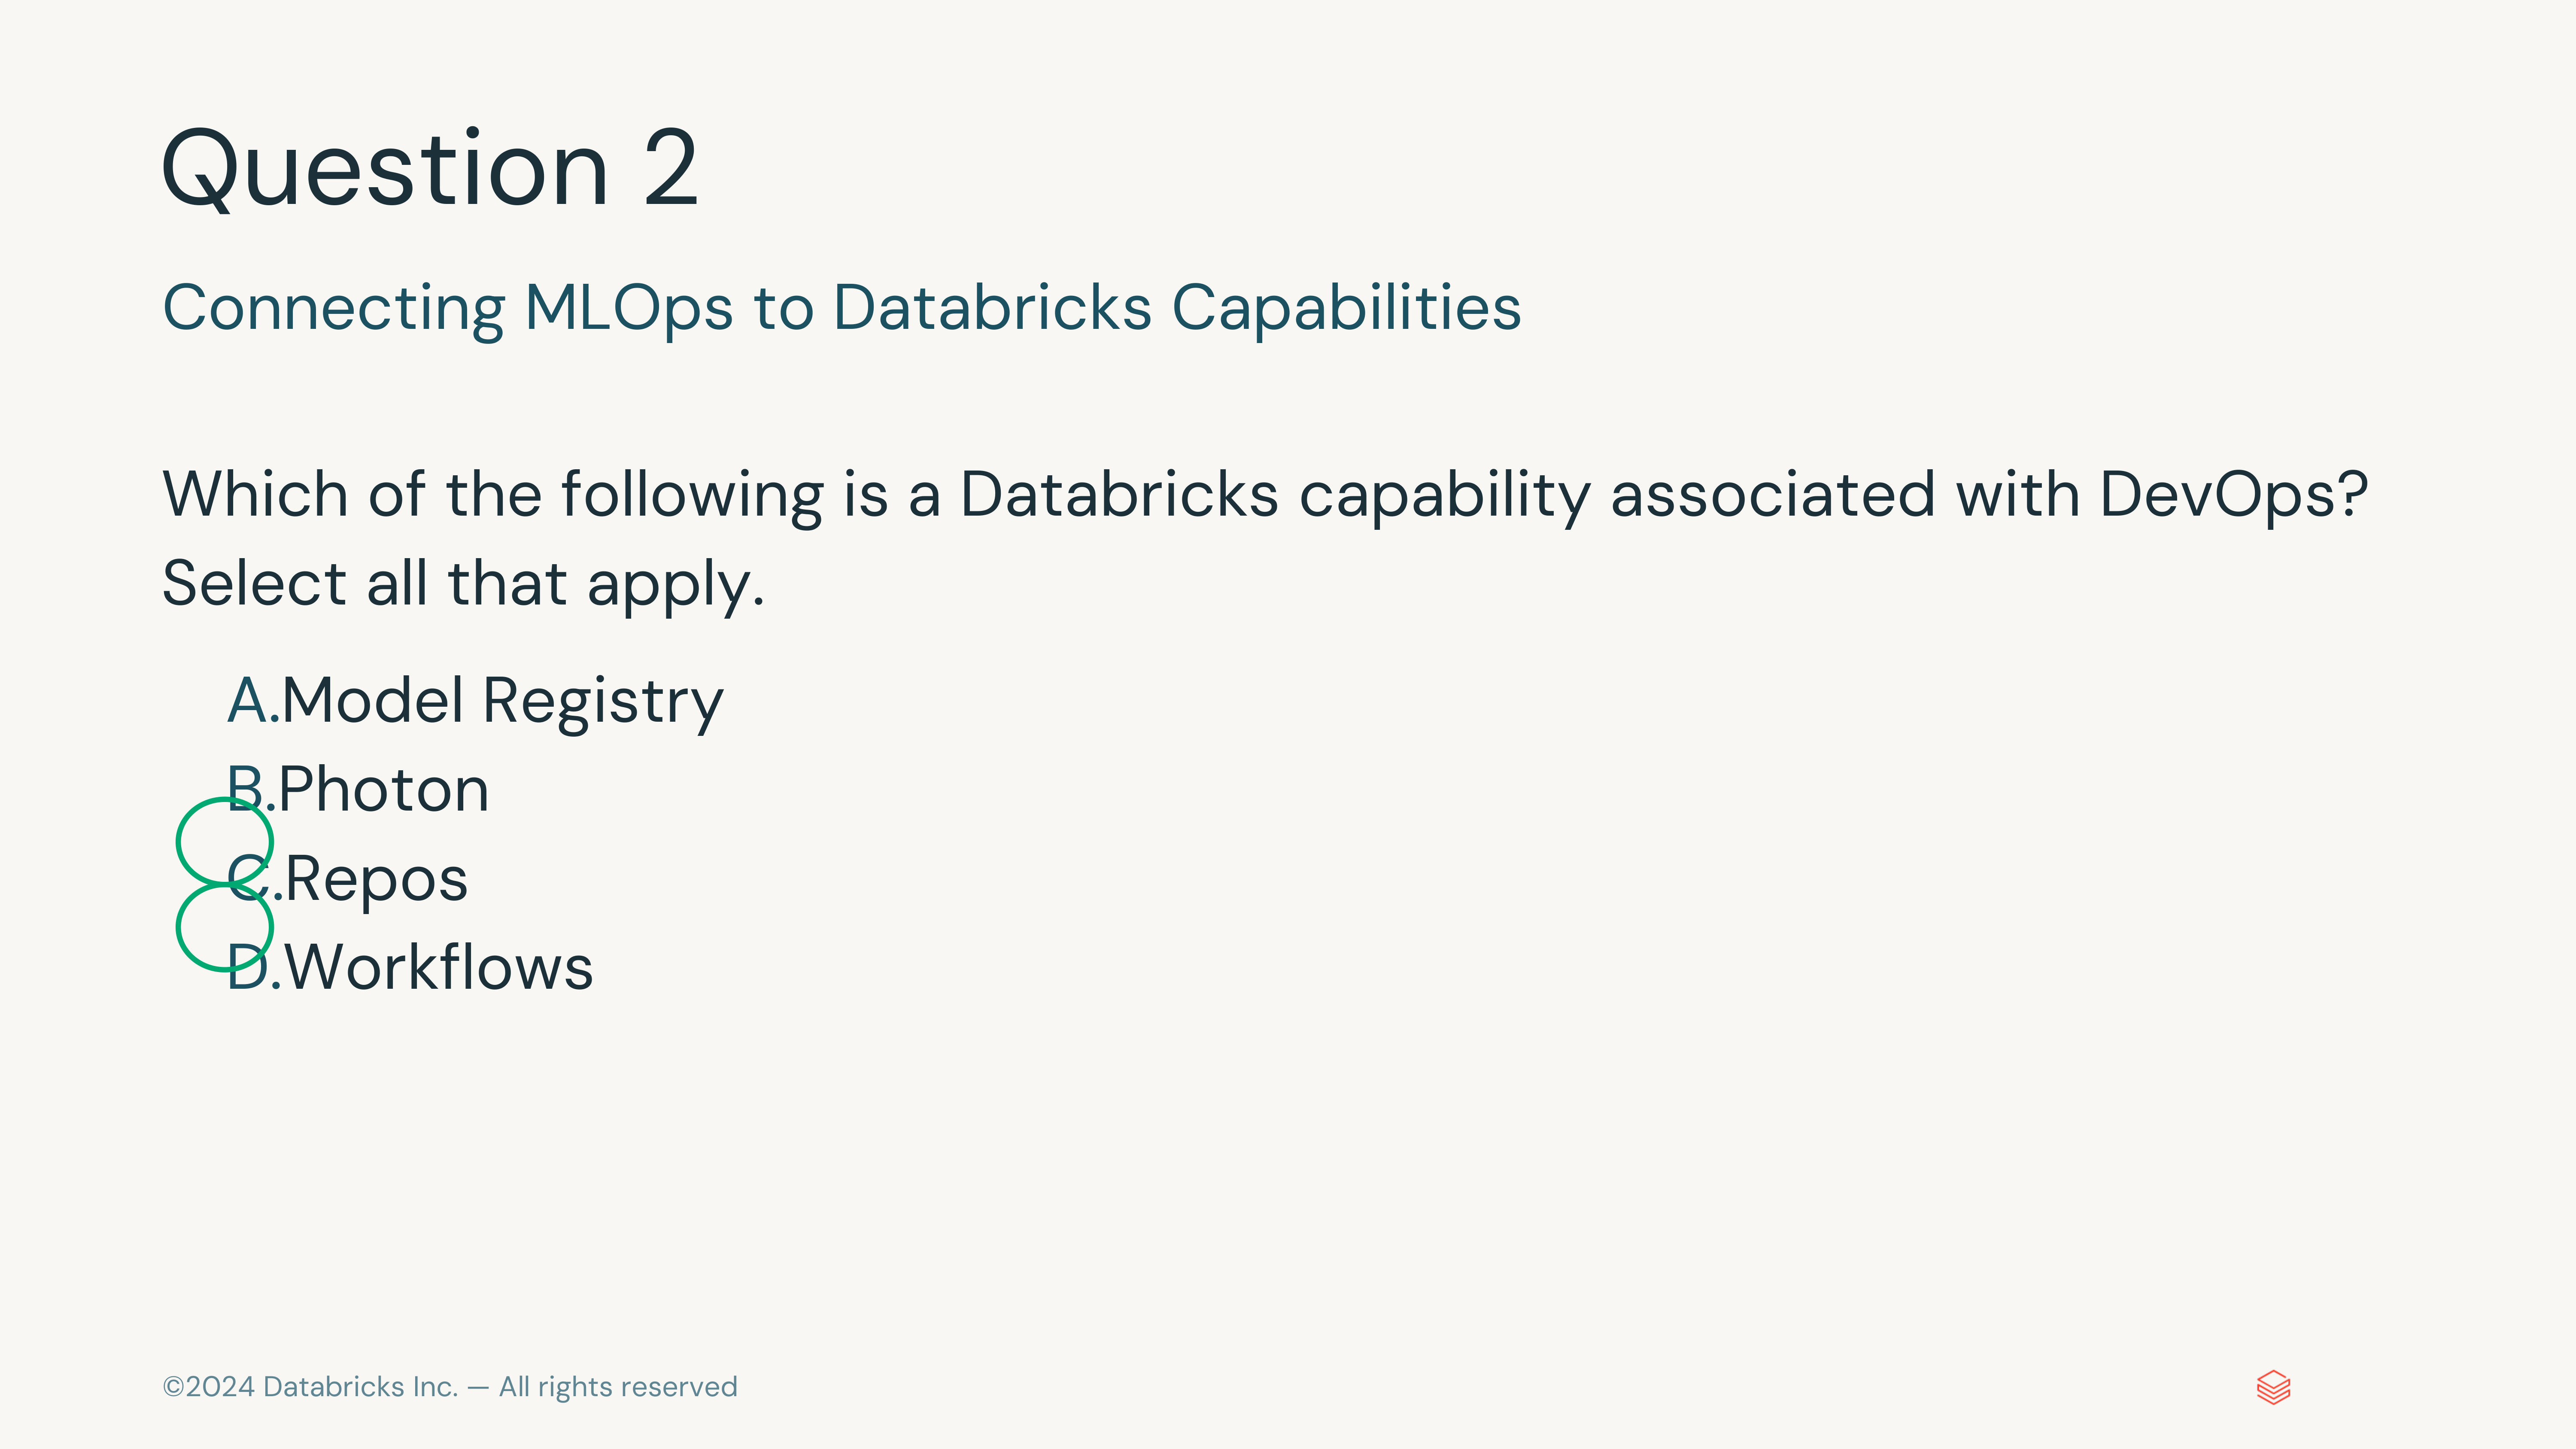 Question 2
Connecting MLOps to Databricks Capabilities
Which of the following is a Databricks capability associated with DevOps?
Select all that apply.
A.Model Registry
B.Photon
C.Repos
D.Workflows
©2024 Databricks Inc. — All rights reserved